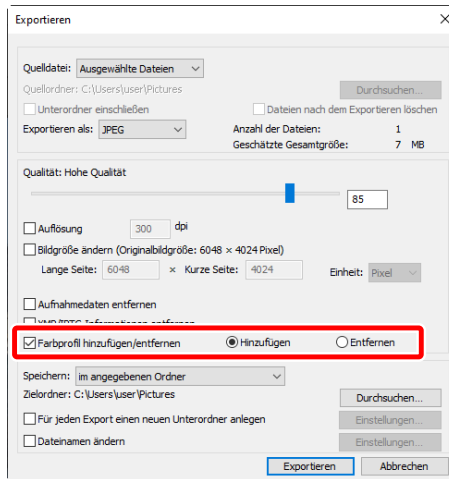 Exportieren
Quelldatei: Ausgewählte Dateien
Quellordner: C:\Users\user\Pictures Durchsuchen...
Unterordner einschließen Dateien nach dem Exportieren löschen
Exportieren als: JPEG Anzahl der Dateien: 1
Geschätzte Gesamtgröße: 7 MB
Qualität: Hohe Qualität
85
Auflösung 300 dpi
Bildgröße ändern (Originalbildgröße: 6048 × 4024 Pixel)
Lange Seite: 6048 × Kurze Seite: 4024 Einheit: Pixel
Aufnahmedaten entfernen
XMP/IPTC-Informationen entfernen
Farbprofil hinzufügen/entfernen Hinzufügen Entfernen
Speichern: im angegebenen Ordner
Zielordner: C:\Users\user\Pictures Durchsuchen...
Für jeden Export einen neuen Unterordner anlegen Einstellungen...
Dateinamen ändern Einstellungen...
Exportieren Abbrechen